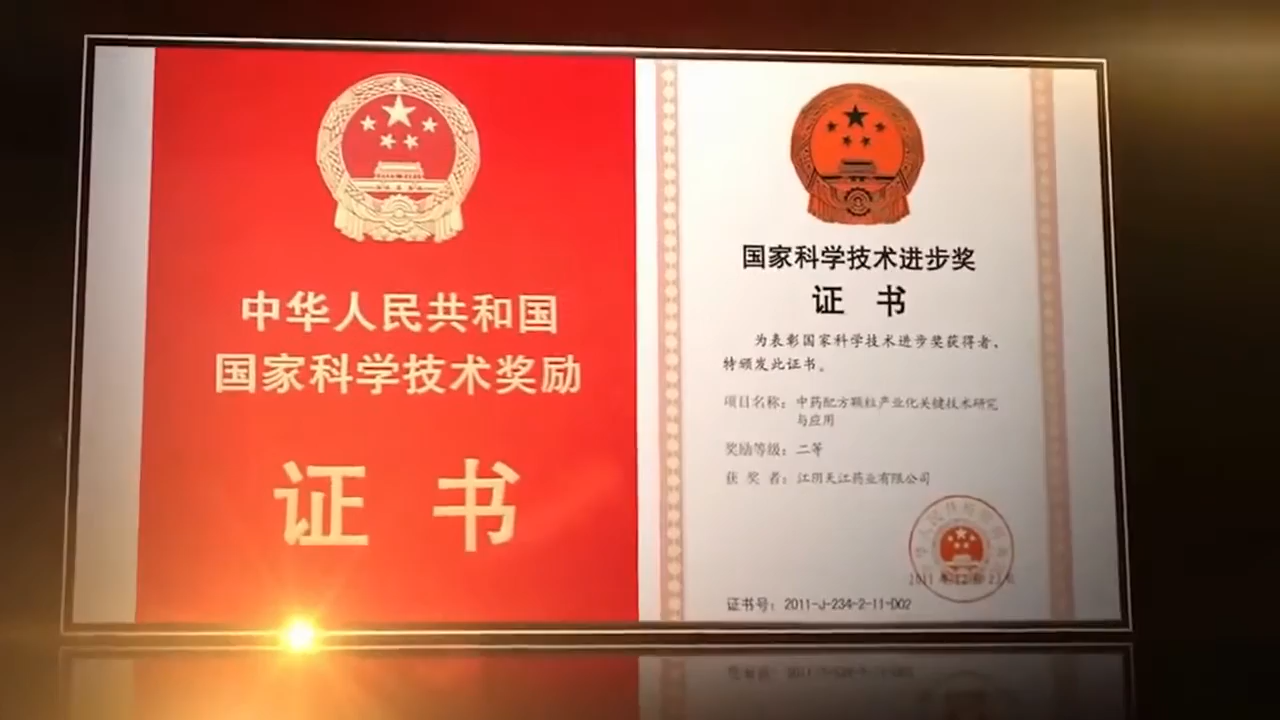 中华人民共和国
国家科学技术奖励
证 书
国家科学技术进步奖
证 书
为表彰国家科学技术进步奖获得者，
特颁发此证书。
项目名称： 中药配方颗粒产业化关键技术研究
与应用
奖励等级： 二等
获 奖 者： 江阴天江药业有限公司
证书号： 2011-J-234-2-11-D02